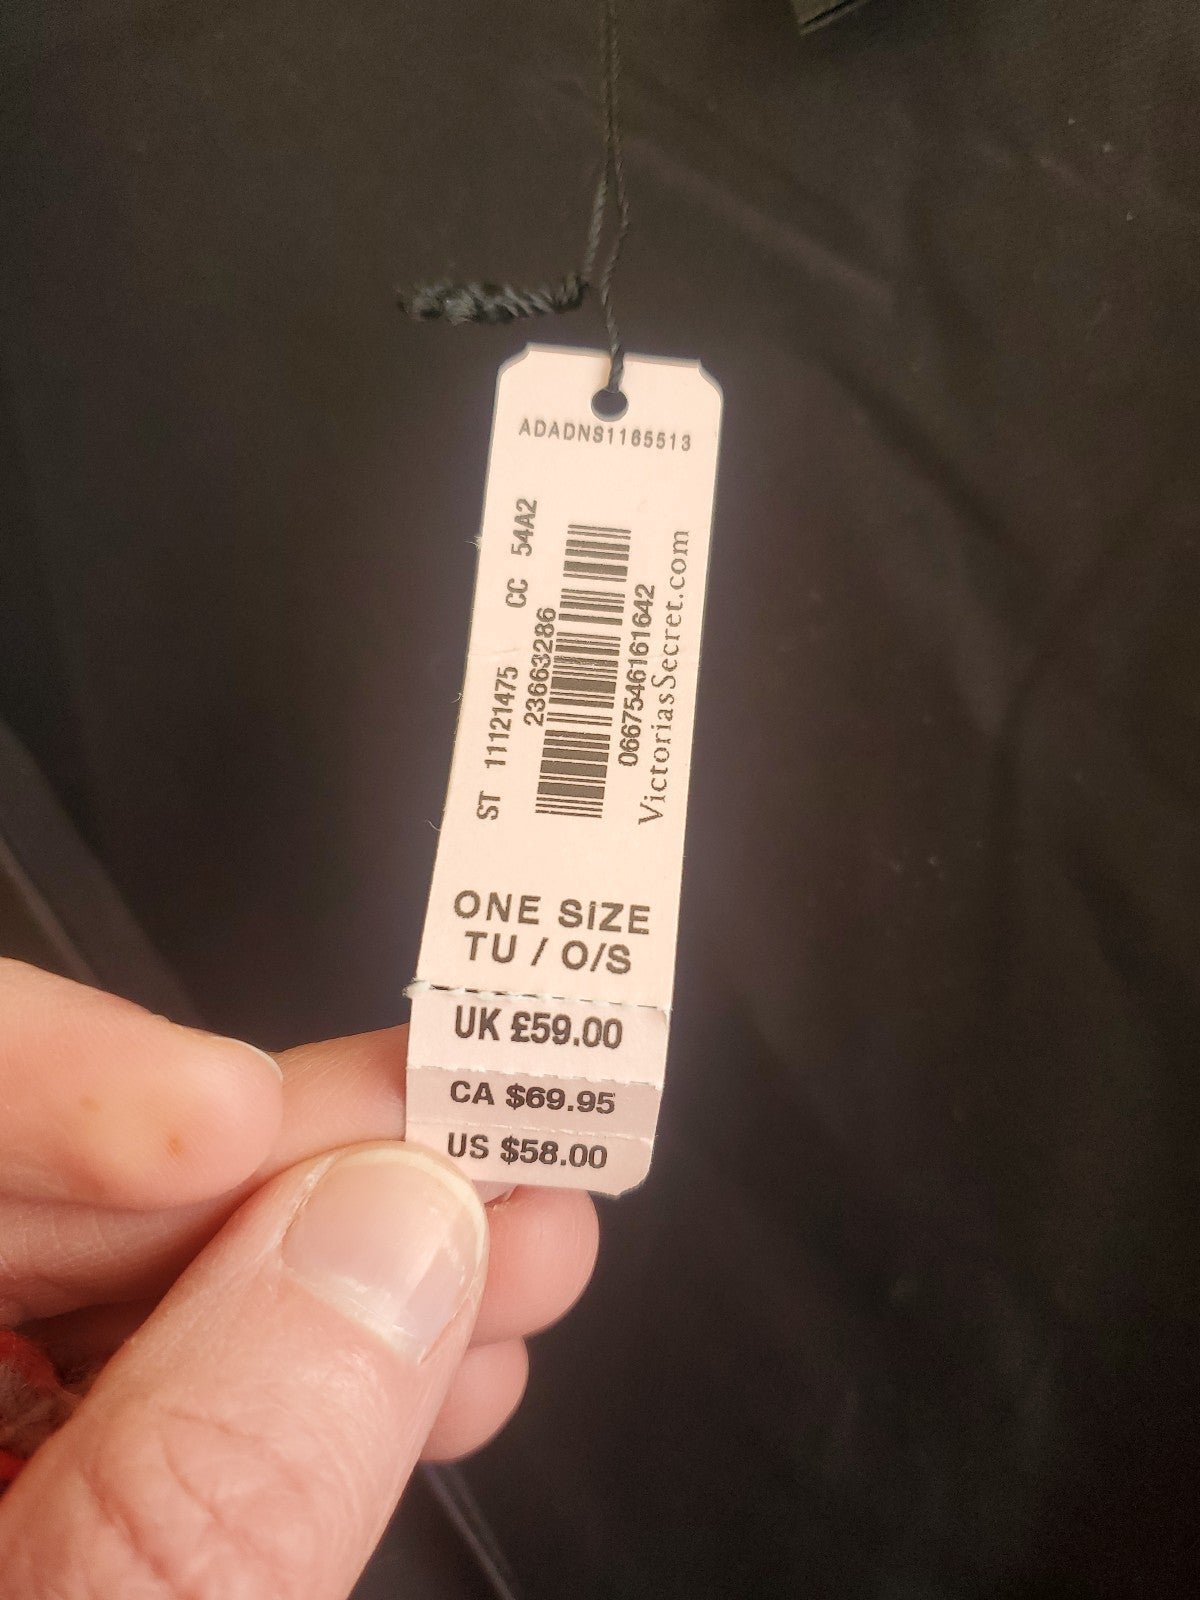 ADADNS1165513
ST 11121475 CC 54A2
23663286
0667546161642
VictoriasSecret.com
ONE SIZE
TU / O/S
UK £59.00
CA $69.95
US $58.00